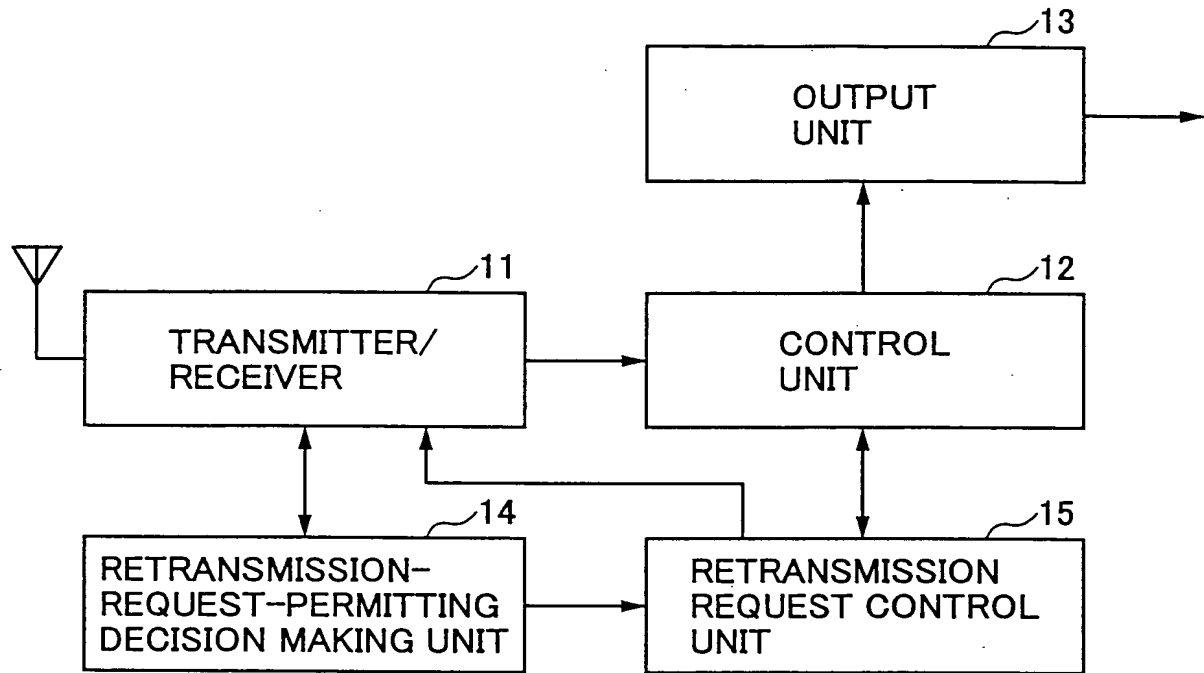 13
OUTPUT
UNIT
11
12
TRANSMITTER/
RECEIVER
CONTROL
UNIT
14
15
RETRANSMISSION-
REQUEST-PERMITTING
DECISION MAKING UNIT
RETRANSMISSION
REQUEST CONTROL
UNIT